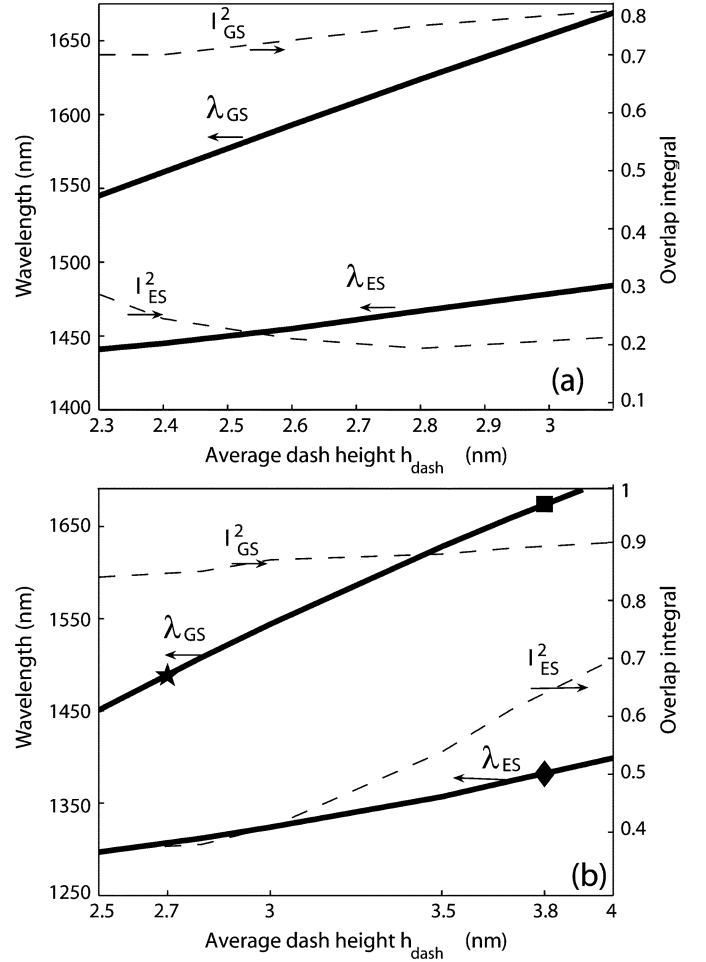 I²GS
λGS
λES
I²ES
(a)
Wavelength (nm)
1650
1600
1550
1500
1450
1400
0.8
0.7
0.6
0.5
0.4
0.3
0.2
0.1
Overlap integral
2.3 2.4 2.5 2.6 2.7 2.8 2.9 3 3.1
Average dash height hdash (nm)
I²GS
λGS
I²ES
λES
(b)
Wavelength (nm)
1650
1550
1450
1350
1250
1
0.9
0.8
0.7
0.6
0.5
0.4
Overlap integral
2.5 2.7 3 3.5 3.8 4
Average dash height hdash (nm)